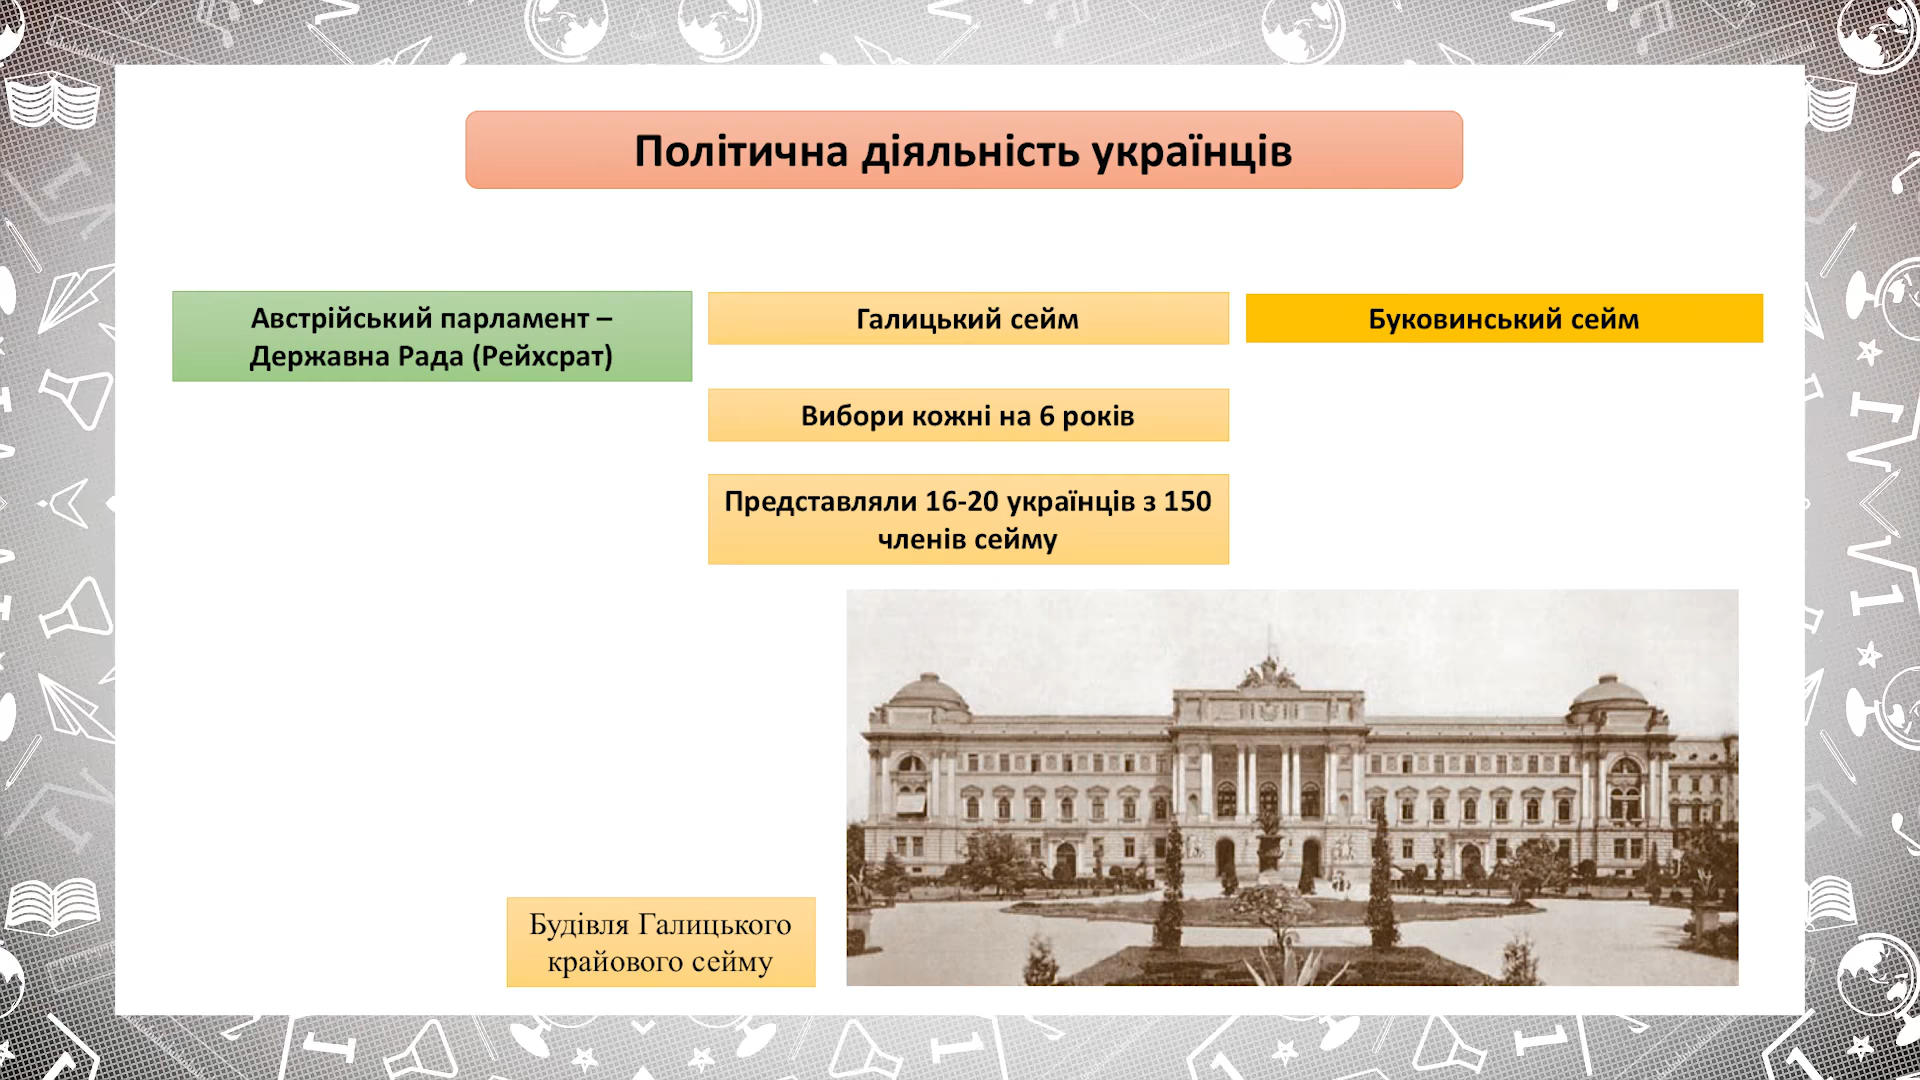 Політична діяльність українців
Австрійський парламент –
Державна Рада (Рейхсрат)
Галицький сейм
Буковинський сейм
Вибори кожні на 6 років
Представляли 16-20 українців з 150
членів сейму
Будівля Галицького
крайового сейму